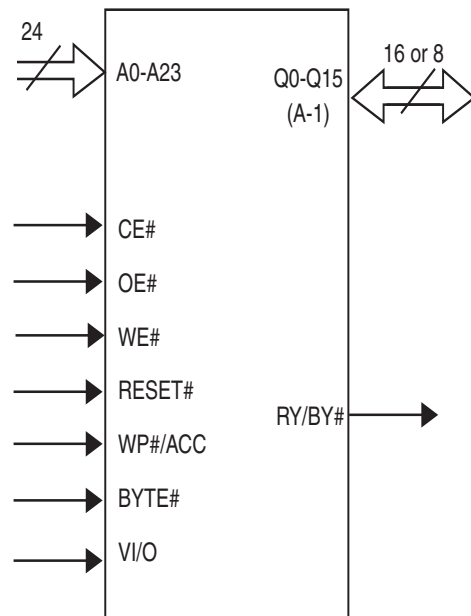 24
A0-A23
16 or 8
Q0-Q15
(A-1)
CE#
OE#
WE#
RESET#
RY/BY#
WP#/ACC
BYTE#
VI/O